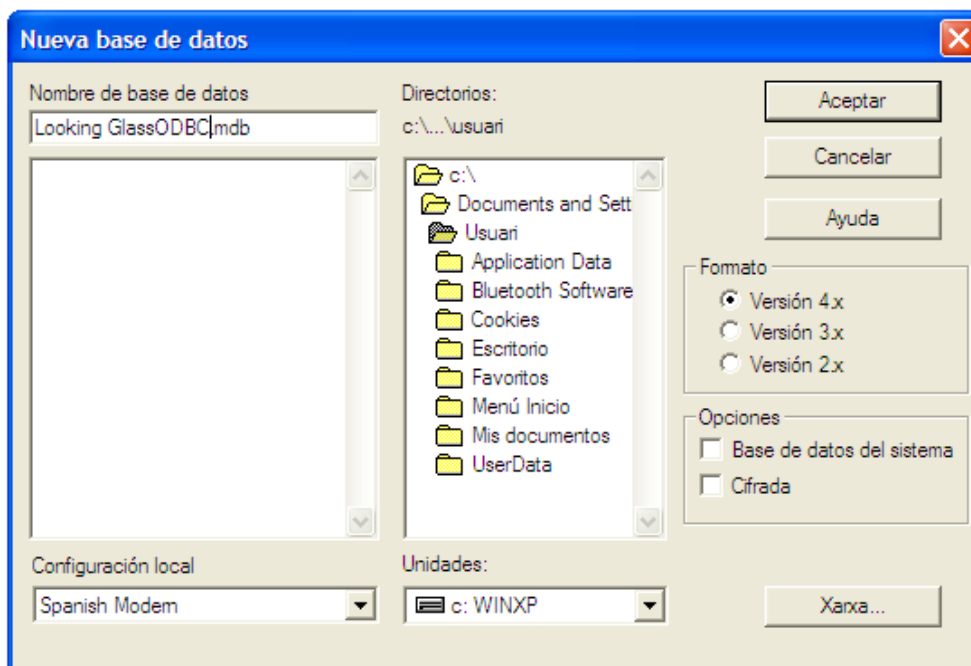 Nueva base de datos
Nombre de base de datos
Looking GlassODBC.mdb
Directorios:
c:\...\usuari
c:\
Documents and Sett
Usuari
Application Data
Bluetooth Software
Cookies
Escritorio
Favoritos
Menú Inicio
Mis documentos
UserData
Aceptar
Cancelar
Ayuda
Formato
Versión 4.x
Versión 3.x
Versión 2.x
Opciones
Base de datos del sistema
Cifrada
Configuración local
Spanish Modern
Unidades:
c: WINXP
Xarxa...